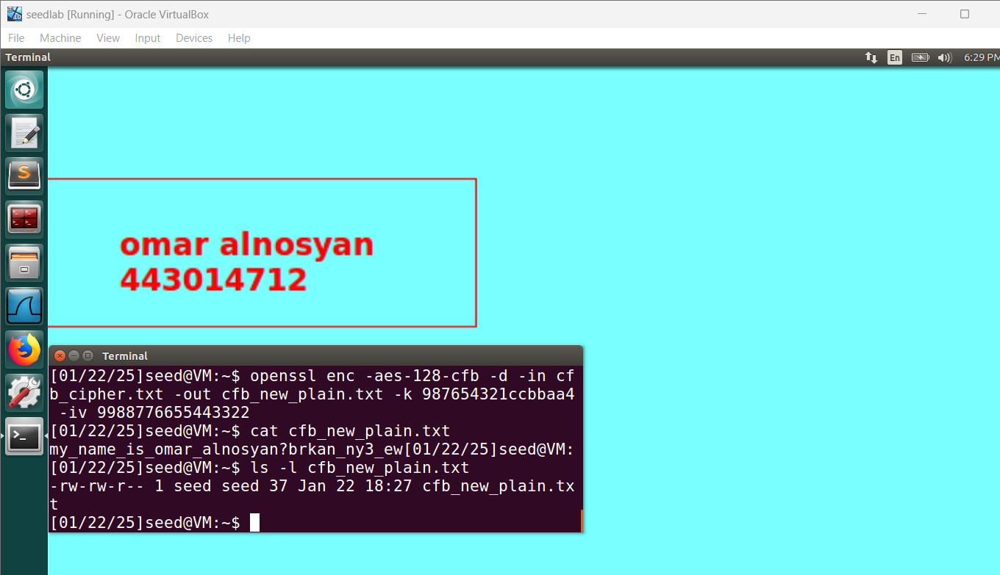 seedlab [Running] - Oracle VirtualBox
File Machine View Input Devices Help
Terminal En 6:29 PM
omar alnosyan
443014712
Terminal
[01/22/25]seed@VM:~$ openssl enc -aes-128-cfb -d -in cf
b_cipher.txt -out cfb_new_plain.txt -k 987654321ccbbaa4
 -iv 9988776655443322
[01/22/25]seed@VM:~$ cat cfb_new_plain.txt
my_name_is_omar_alnosyan?brkan_ny3_ew[01/22/25]seed@VM:
[01/22/25]seed@VM:~$ ls -l cfb_new_plain.txt
-rw-rw-r-- 1 seed seed 37 Jan 22 18:27 cfb_new_plain.tx
t
[01/22/25]seed@VM:~$